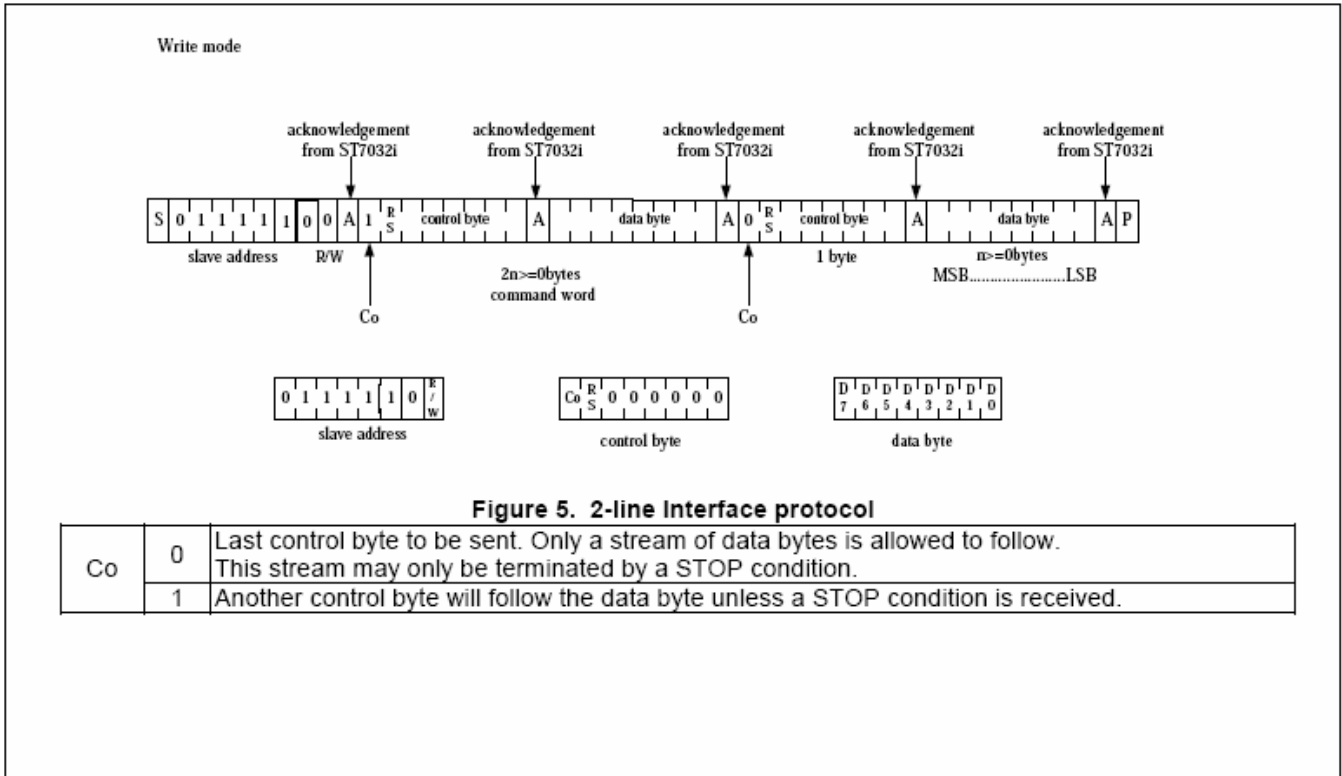 Write mode
acknowledgement acknowledgement acknowledgement acknowledgement acknowledgement
from ST7032i from ST7032i from ST7032i from ST7032i from ST7032i
S 0 1 1 1 1 1 0 0 A 1 RS control byte A data byte A 0 RS control byte A data byte A P
slave address R/W 2n>=0bytes 1 byte n>=0bytes
command word MSB........................LSB
Co Co
0 1 1 1 1 1 0 R/W Co RS 0 0 0 0 0 0 D7 D6 D5 D4 D3 D2 D1 D0
slave address control byte data byte
Figure 5. 2-line Interface protocol
Co 0 Last control byte to be sent. Only a stream of data bytes is allowed to follow.
This stream may only be terminated by a STOP condition.
1 Another control byte will follow the data byte unless a STOP condition is received.